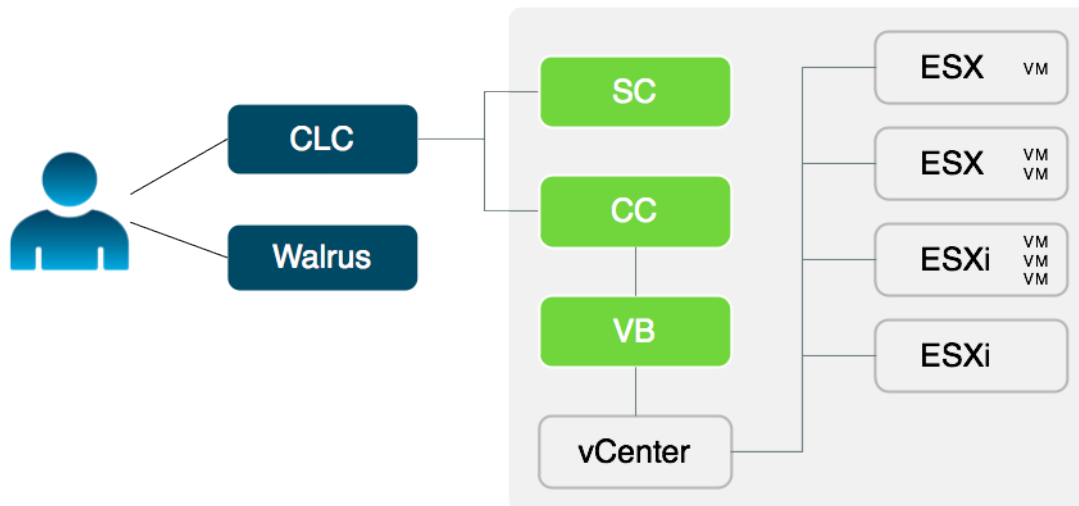 CLC
Walrus
SC
CC
VB
vCenter
ESX VM
ESX VM
VM
ESXi VM
VM
VM
ESXi